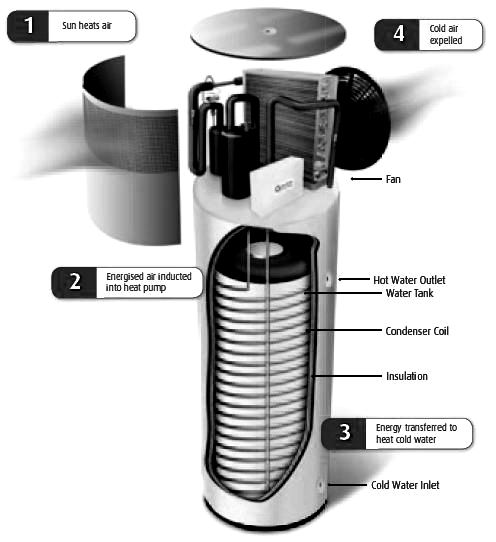 1
Sun heats air
4
Cold air
expelled
Fan
2
Energised air inducted
into heat pump
Hot Water Outlet
Water Tank
Condenser Coil
Insulation
3
Energy transferred to
heat cold water
Cold Water Inlet